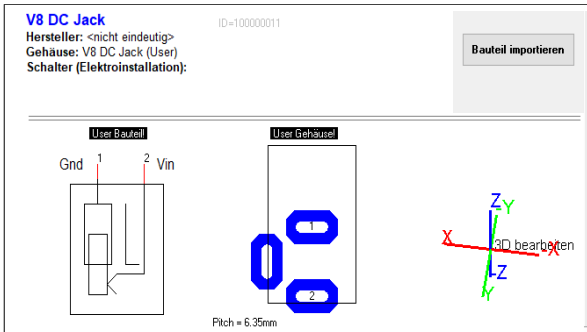 V8 DC Jack
ID=100000011
Hersteller: <nicht eindeutig>
Gehäuse: V8 DC Jack (User)
Schalter (Elektroinstallation):
Bauteil importieren
User Bauteil!
User Gehäuse!
Gnd 1 2 Vin
1
2
Pitch = 6.35mm
Z
-Y
X
3D bearbeiten
-X
-Z
Y